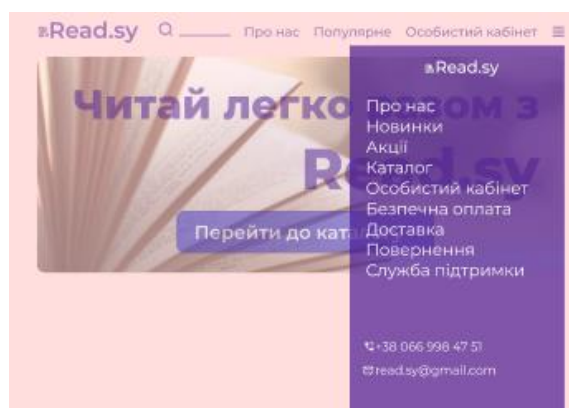 Read.sy
Про нас Популярне Особистий кабінет
Читай легко разом з
Read.sy
Перейти до ката
Read.sy
Про нас
Новинки
Акції
Каталог
Особистий кабінет
Безпечна оплата
Доставка
Повернення
Служба підтримки
+38 066 998 47 51
read.sy@gmail.com